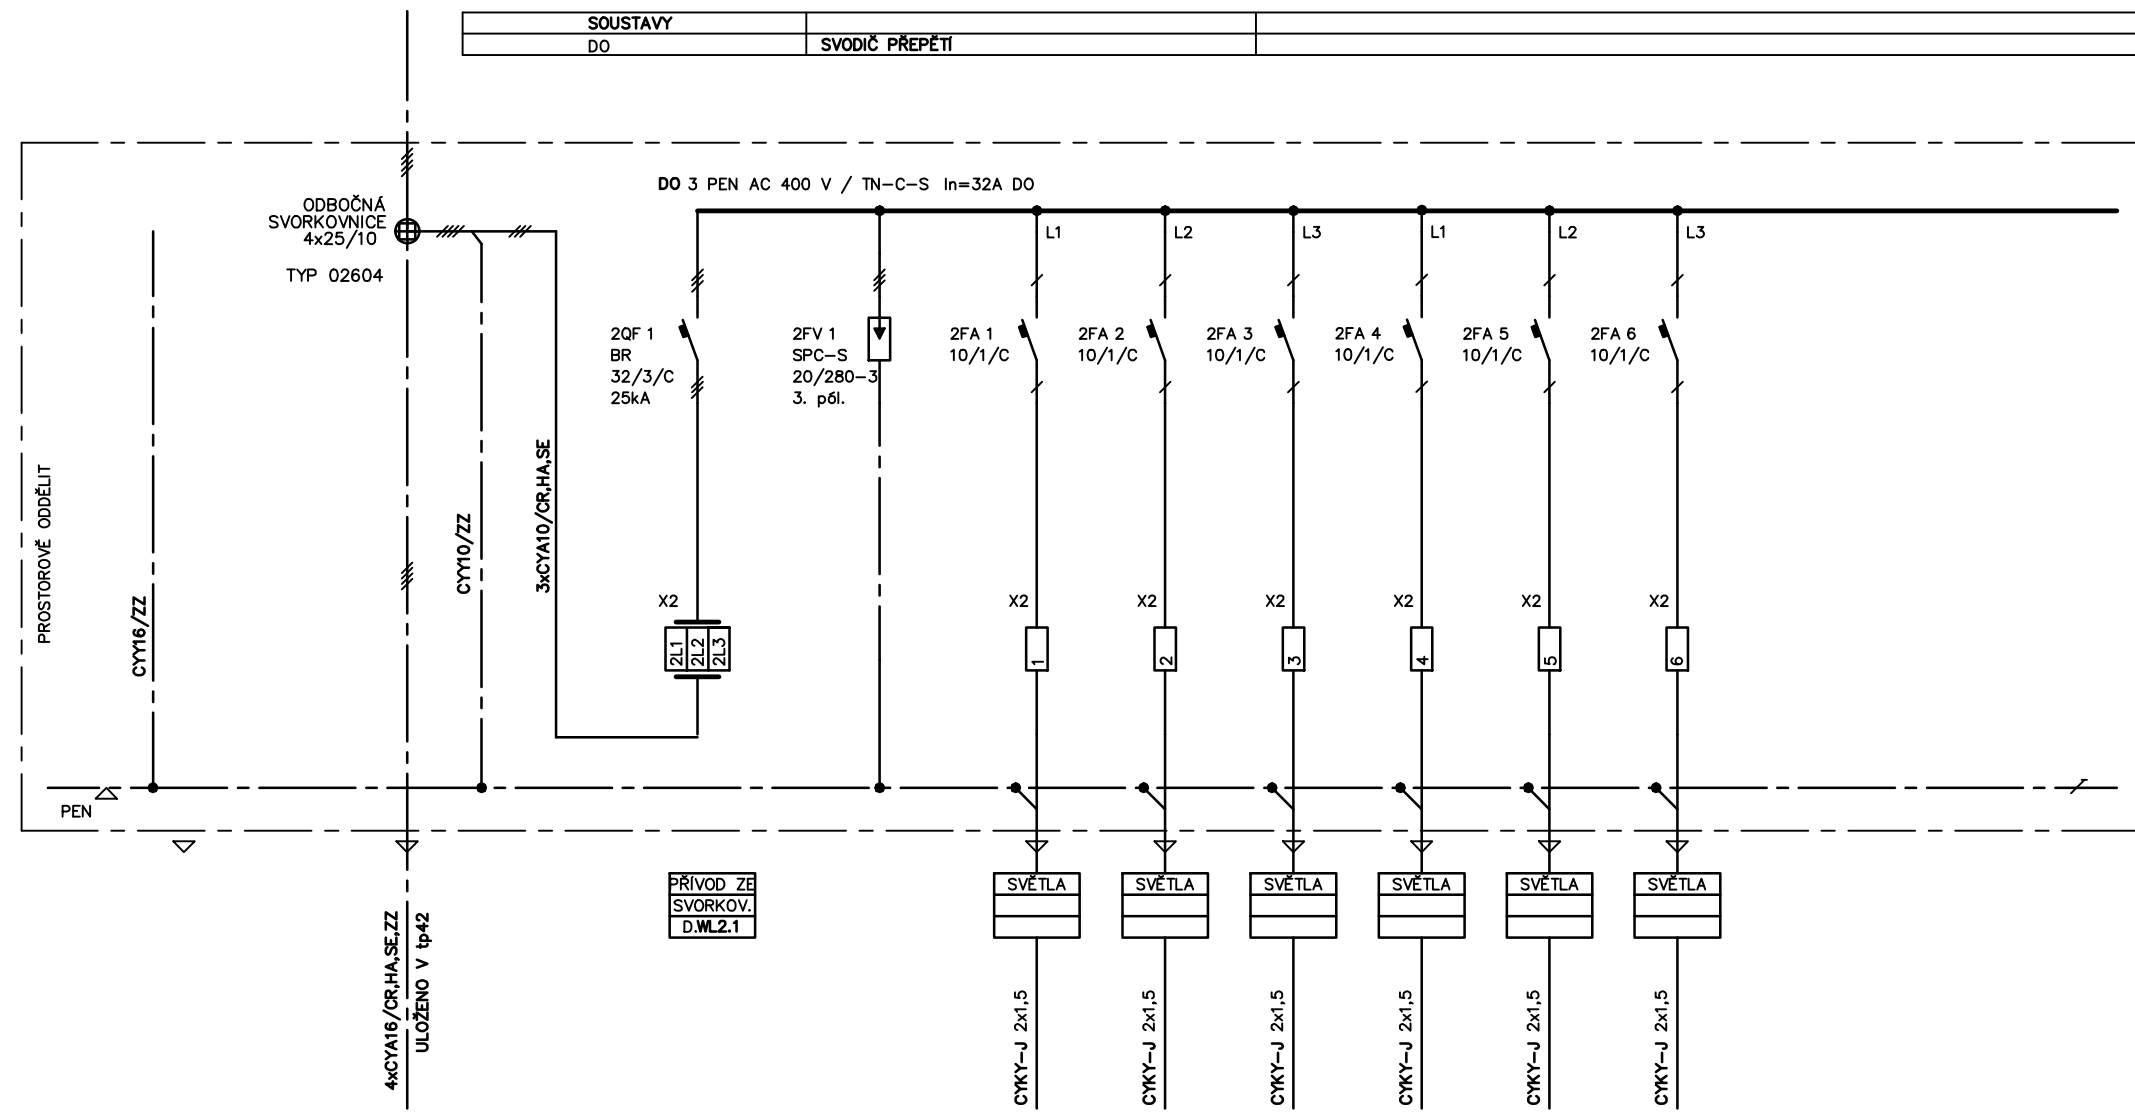 SOUSTAVY
DO
SVODIČ PŘEPĚTÍ
DO 3 PEN AC 400 V / TN-C-S In=32A DO
ODBOČNÁ
SVORKOVNICE
4x25/10
TYP 02604
L1
L2
L3
L1
L2
L3
2QF 1
BR
32/3/C
25kA
2FV 1
SPC-S
20/280-3
3. pól.
2FA 1
10/1/C
2FA 2
10/1/C
2FA 3
10/1/C
2FA 4
10/1/C
2FA 5
10/1/C
2FA 6
10/1/C
PROSTOROVĚ ODDĚLIT
CYY16/ZZ
CYY10/ZZ
3xCYA10/CR,HA,SE
X2
2L1
2L2
2L3
X2
1
X2
2
X2
3
X2
4
X2
5
X2
6
PEN
PŘÍVOD ZE
SVORKOV.
D.WL2.1
SVĚTLA
SVĚTLA
SVĚTLA
SVĚTLA
SVĚTLA
SVĚTLA
4xCYA16/CR,HA,SE,ZZ
ULOŽENO V tp42
CYKY-J 2x1,5
CYKY-J 2x1,5
CYKY-J 2x1,5
CYKY-J 2x1,5
CYKY-J 2x1,5
CYKY-J 2x1,5